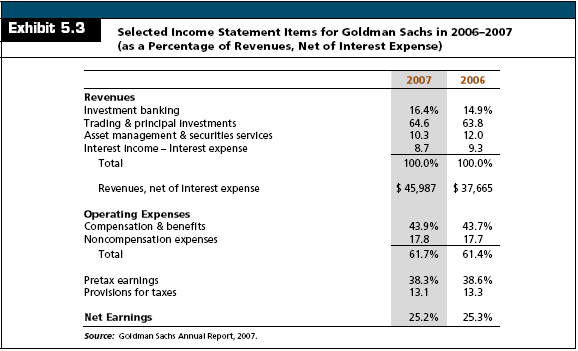 Exhibit 5.3
Selected Income Statement Items for Goldman Sachs in 2006–2007
(as a Percentage of Revenues, Net of Interest Expense)
2007 2006
Revenues
Investment banking 16.4% 14.9%
Trading & principal investments 64.6 63.8
Asset management & securities services 10.3 12.0
Interest income – Interest expense 8.7 9.3
Total 100.0% 100.0%
Revenues, net of interest expense $ 45,987 $ 37,665
Operating Expenses
Compensation & benefits 43.9% 43.7%
Noncompensation expenses 17.8 17.7
Total 61.7% 61.4%
Pretax earnings 38.3% 38.6%
Provisions for taxes 13.1 13.3
Net Earnings 25.2% 25.3%
Source: Goldman Sachs Annual Report, 2007.